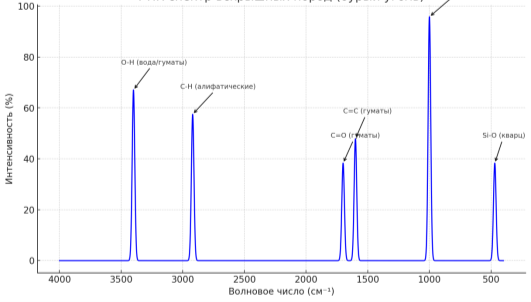 Интенсивность (%)
100
80
60
40
20
0
O-H (вода/гуматы)
C-H (алифатические)
C=C (гуматы)
C=O (гуматы)
Si-O (кварц)
4000
3500
3000
2500
2000
1500
1000
500
Волновое число (см⁻¹)